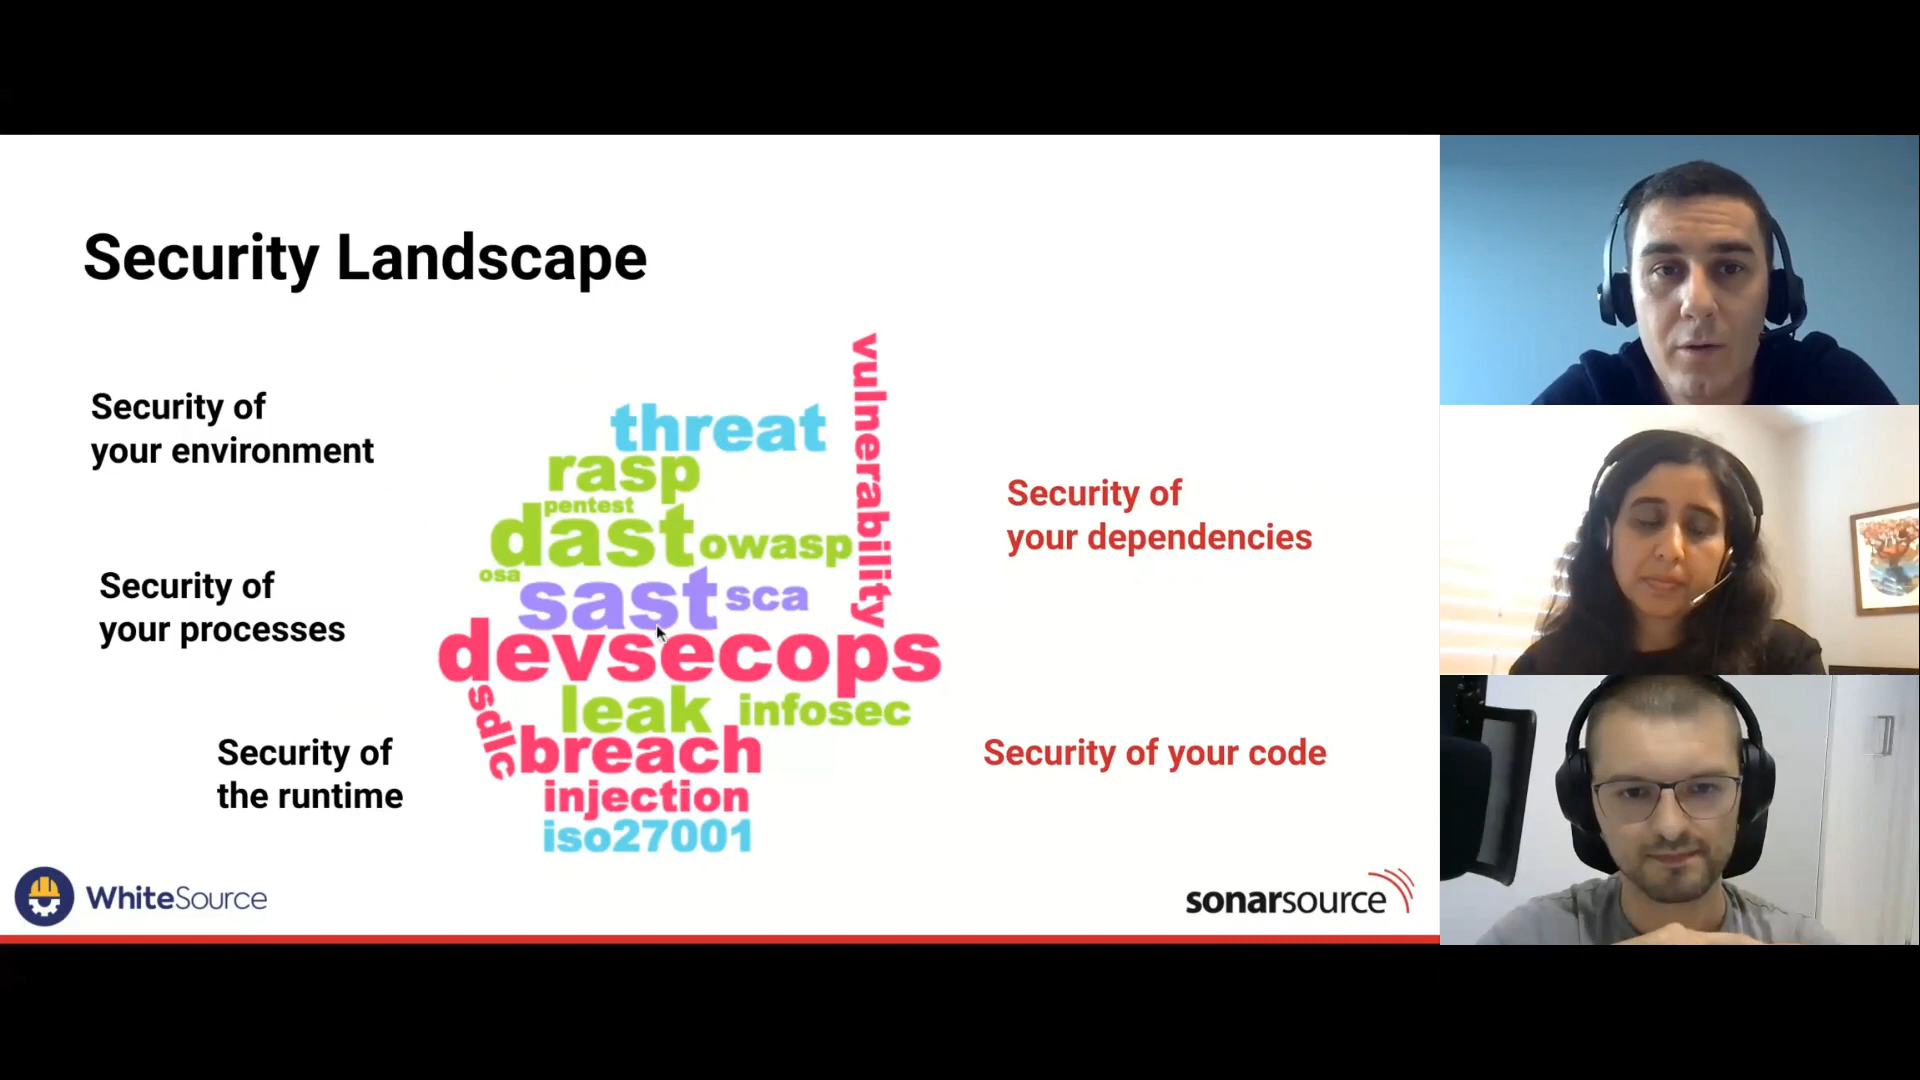 Security Landscape
Security of
your environment
Security of
your processes
Security of
the runtime
vulnerability
threat
rasp
pentest
dast
owasp
osa
sast
sca
devsecops
sdlc
leak
infosec
breach
injection
iso27001
Security of
your dependencies
Security of your code
WhiteSource
sonarsource